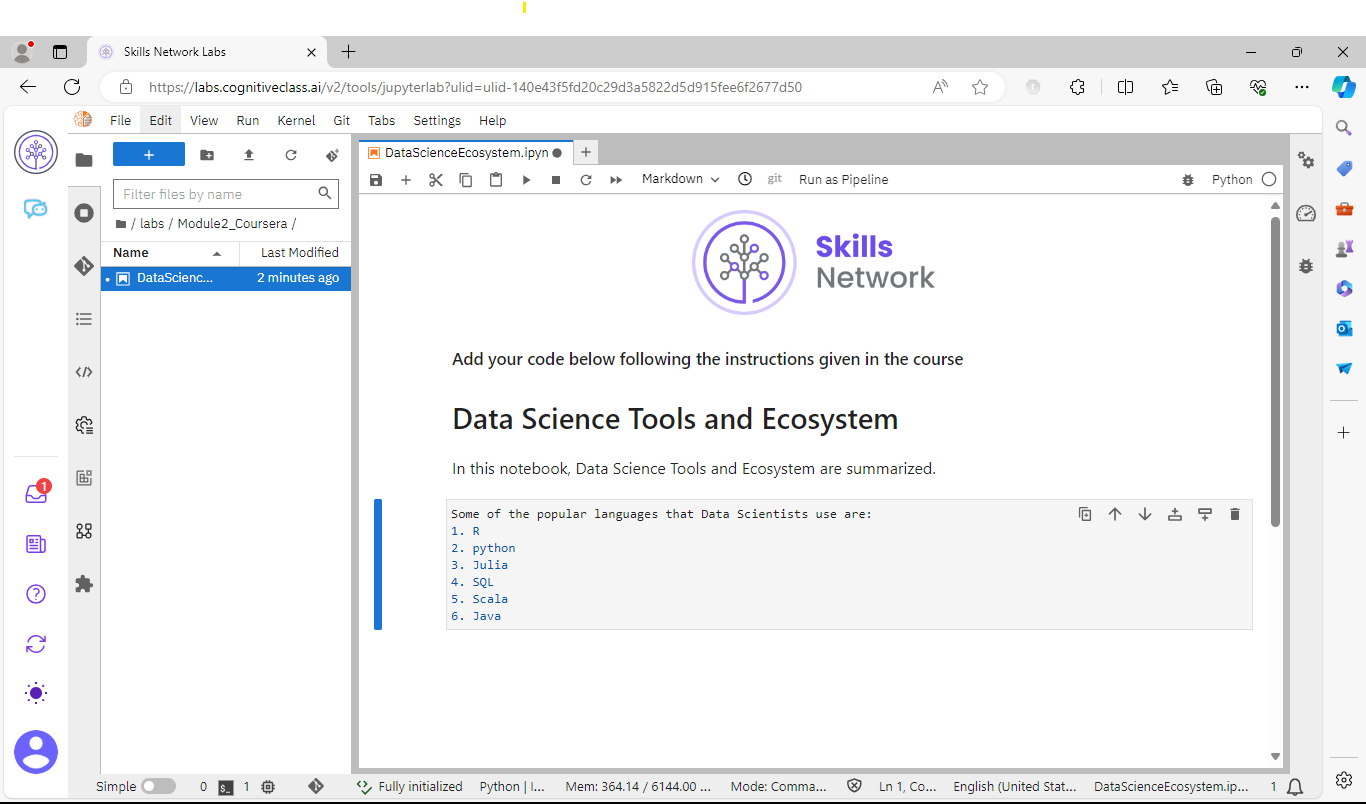 Skills Network Labs
https://labs.cognitiveclass.ai/v2/tools/jupyterlab?ulid=ulid-140e43f5fd20c29d3a5822d5d915fee6f2677d50
File Edit View Run Kernel Git Tabs Settings Help
DataScienceEcosystem.ipyn
Markdown git Run as Pipeline Python
Filter files by name
/ labs / Module2_Coursera /
Name Last Modified
DataScienc... 2 minutes ago
Skills
Network
Add your code below following the instructions given in the course
Data Science Tools and Ecosystem
In this notebook, Data Science Tools and Ecosystem are summarized.
Some of the popular languages that Data Scientists use are:
1. R
2. python
3. Julia
4. SQL
5. Scala
6. Java
1
Simple 0 $_ 1 Fully initialized Python | I... Mem: 364.14 / 6144.00 ... Mode: Comma... Ln 1, Co... English (United Stat... DataScienceEcosystem.ip... 1